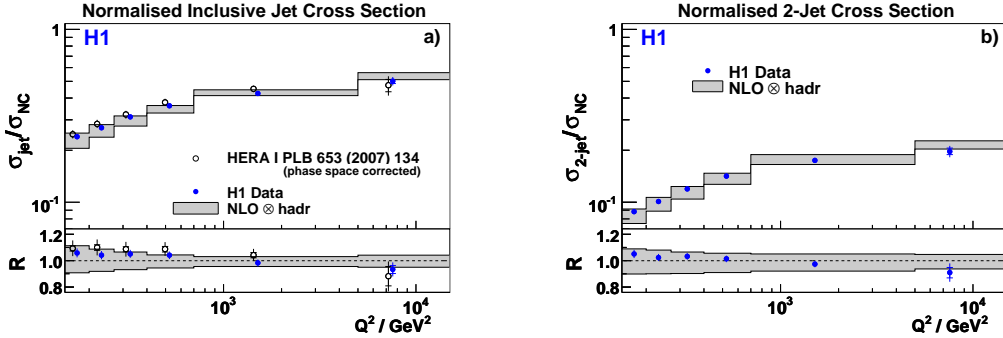 Normalised Inclusive Jet Cross Section
H1
a)
1
σjet/σNC
HERA I PLB 653 (2007) 134
(phase space corrected)
H1 Data
NLO ⊗ hadr
10⁻¹
1.2
1.0
0.8
R
10³
10⁴
Q² / GeV²
Normalised 2-Jet Cross Section
H1
b)
1
σ2-jet/σNC
H1 Data
NLO ⊗ hadr
10⁻¹
1.2
1.0
0.8
R
10³
10⁴
Q² / GeV²